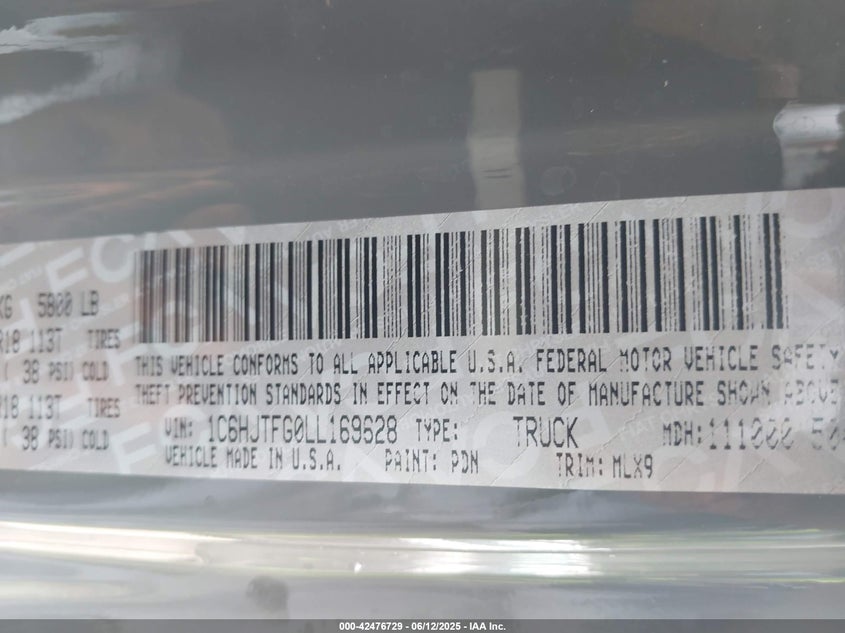 KG 5800 LB
R18 113T TIRES
( 38 PSI) COLD
R18 113T TIRES
( 38 PSI) COLD
THIS VEHICLE CONFORMS TO ALL APPLICABLE U.S.A. FEDERAL MOTOR VEHICLE SAFETY
THEFT PREVENTION STANDARDS IN EFFECT ON THE DATE OF MANUFACTURE SHOWN ABOVE
VIN: 1C6HJTFG0LL169628 TYPE: TRUCK MDH: 111000 50
VEHICLE MADE IN U.S.A. PAINT: PDN TRIM: MLX9
000-42476729 - 06/12/2025 - IAA Inc.